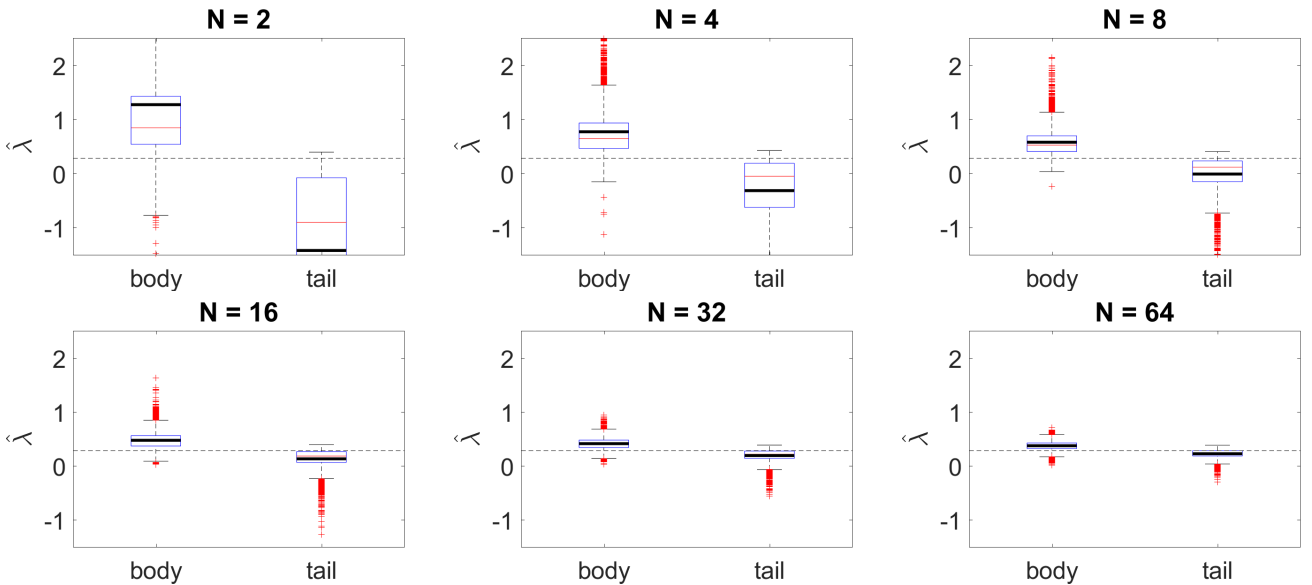 N = 2
2
1
0
-1
λ̂
body
tail
N = 4
2
1
0
-1
λ̂
body
tail
N = 8
2
1
0
-1
λ̂
body
tail
N = 16
2
1
0
-1
λ̂
body
tail
N = 32
2
1
0
-1
λ̂
body
tail
N = 64
2
1
0
-1
λ̂
body
tail